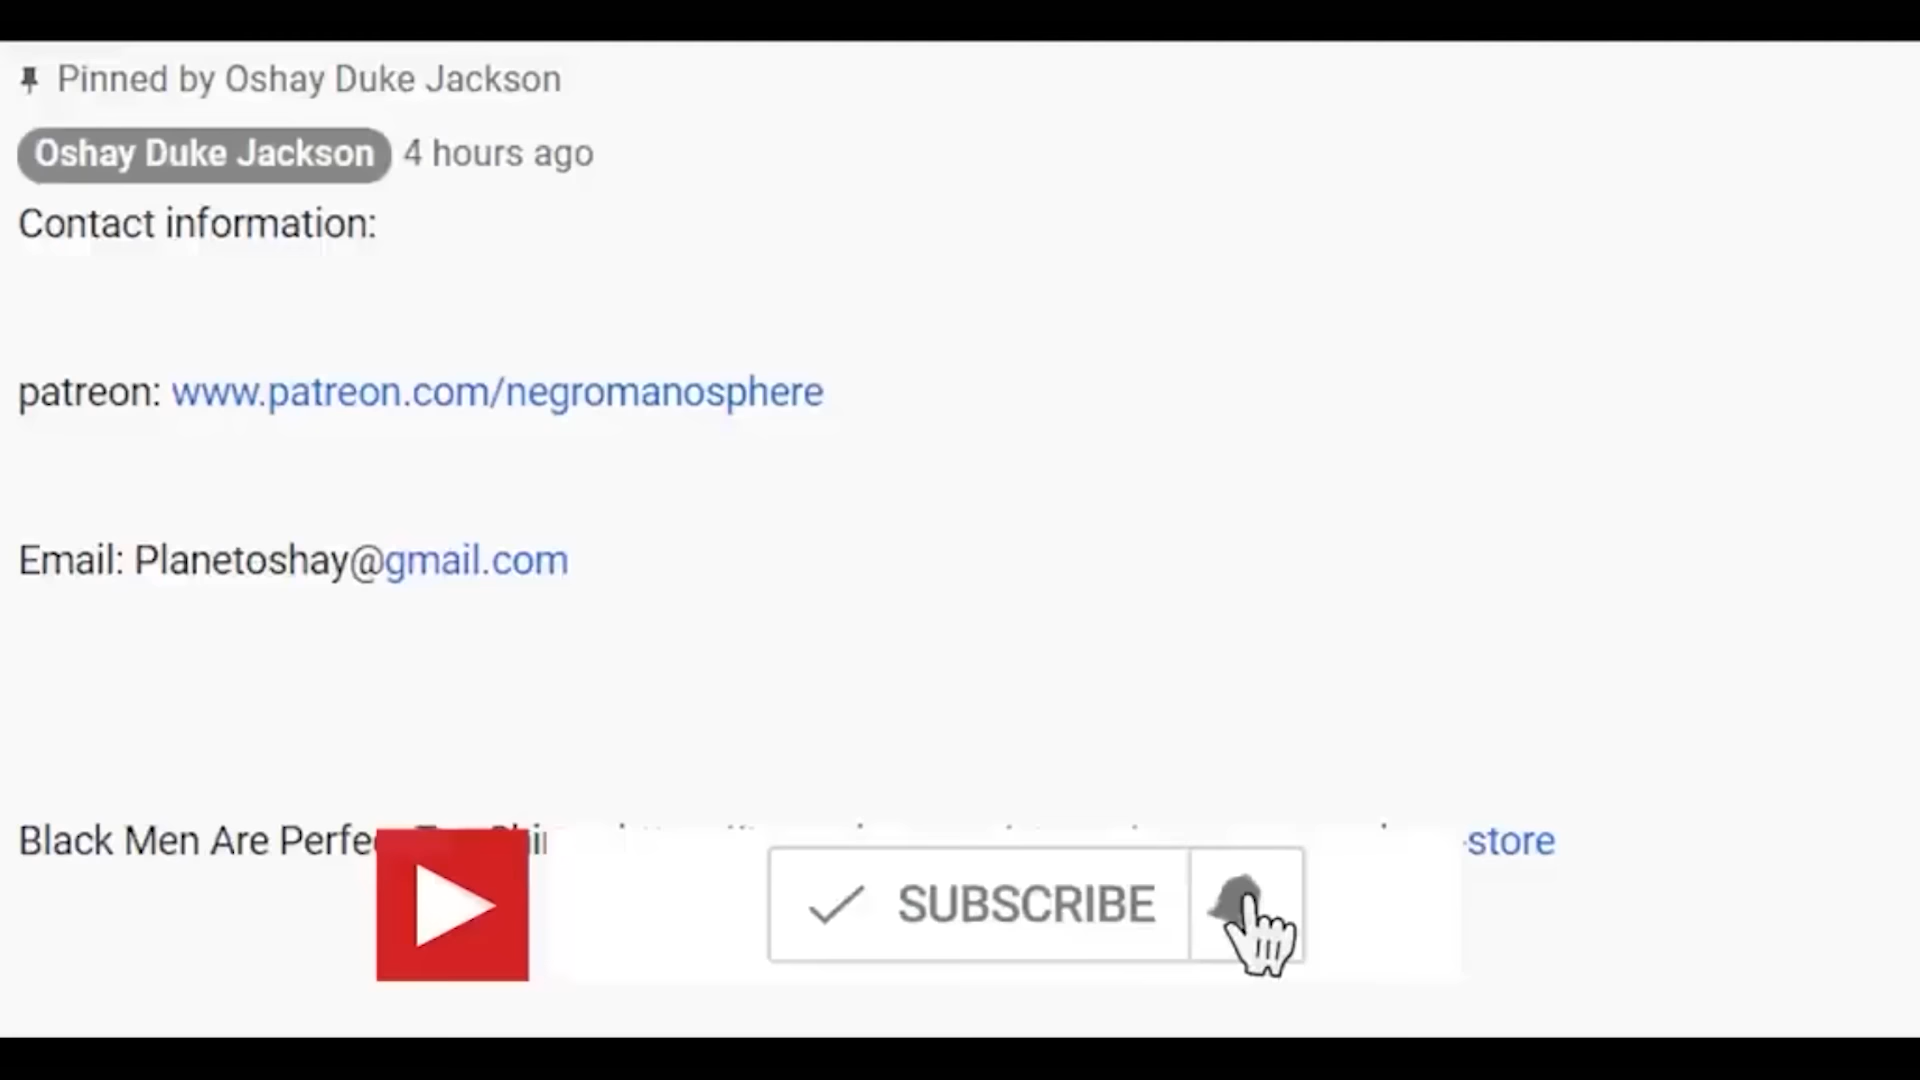 Pinned by Oshay Duke Jackson
Oshay Duke Jackson 4 hours ago
Contact information:
patreon: www.patreon.com/negromanosphere
Email: Planetoshay@gmail.com
Black Men Are -store
SUBSCRIBE